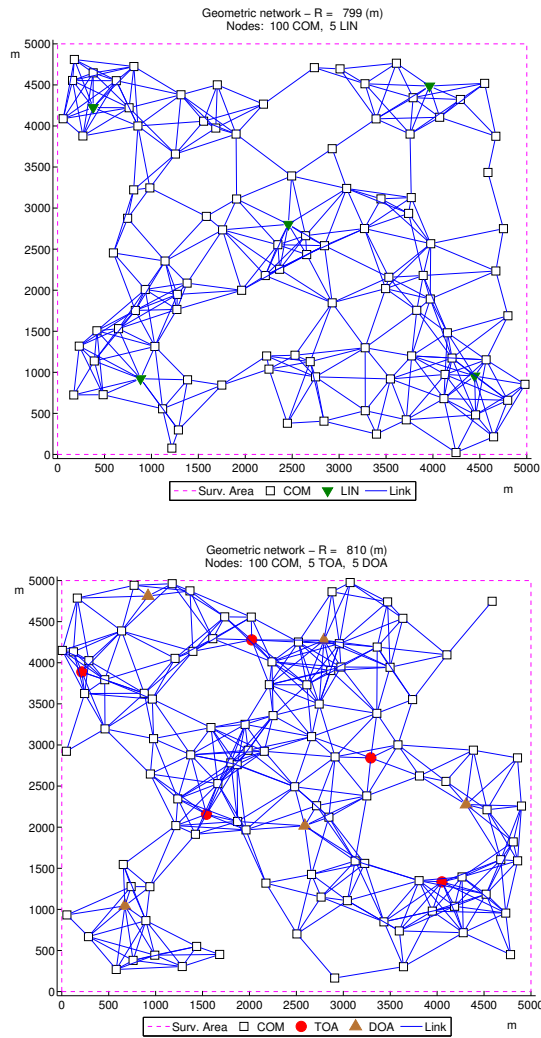 Geometric network – R = 799 (m)
Nodes: 100 COM, 5 LIN
m
5000
4500
4000
3500
3000
2500
2000
1500
1000
500
0
0 500 1000 1500 2000 2500 3000 3500 4000 4500 5000
m
Surv. Area COM LIN Link
Geometric network – R = 810 (m)
Nodes: 100 COM, 5 TOA, 5 DOA
m
5000
4500
4000
3500
3000
2500
2000
1500
1000
500
0
0 500 1000 1500 2000 2500 3000 3500 4000 4500 5000
m
Surv. Area COM TOA DOA Link